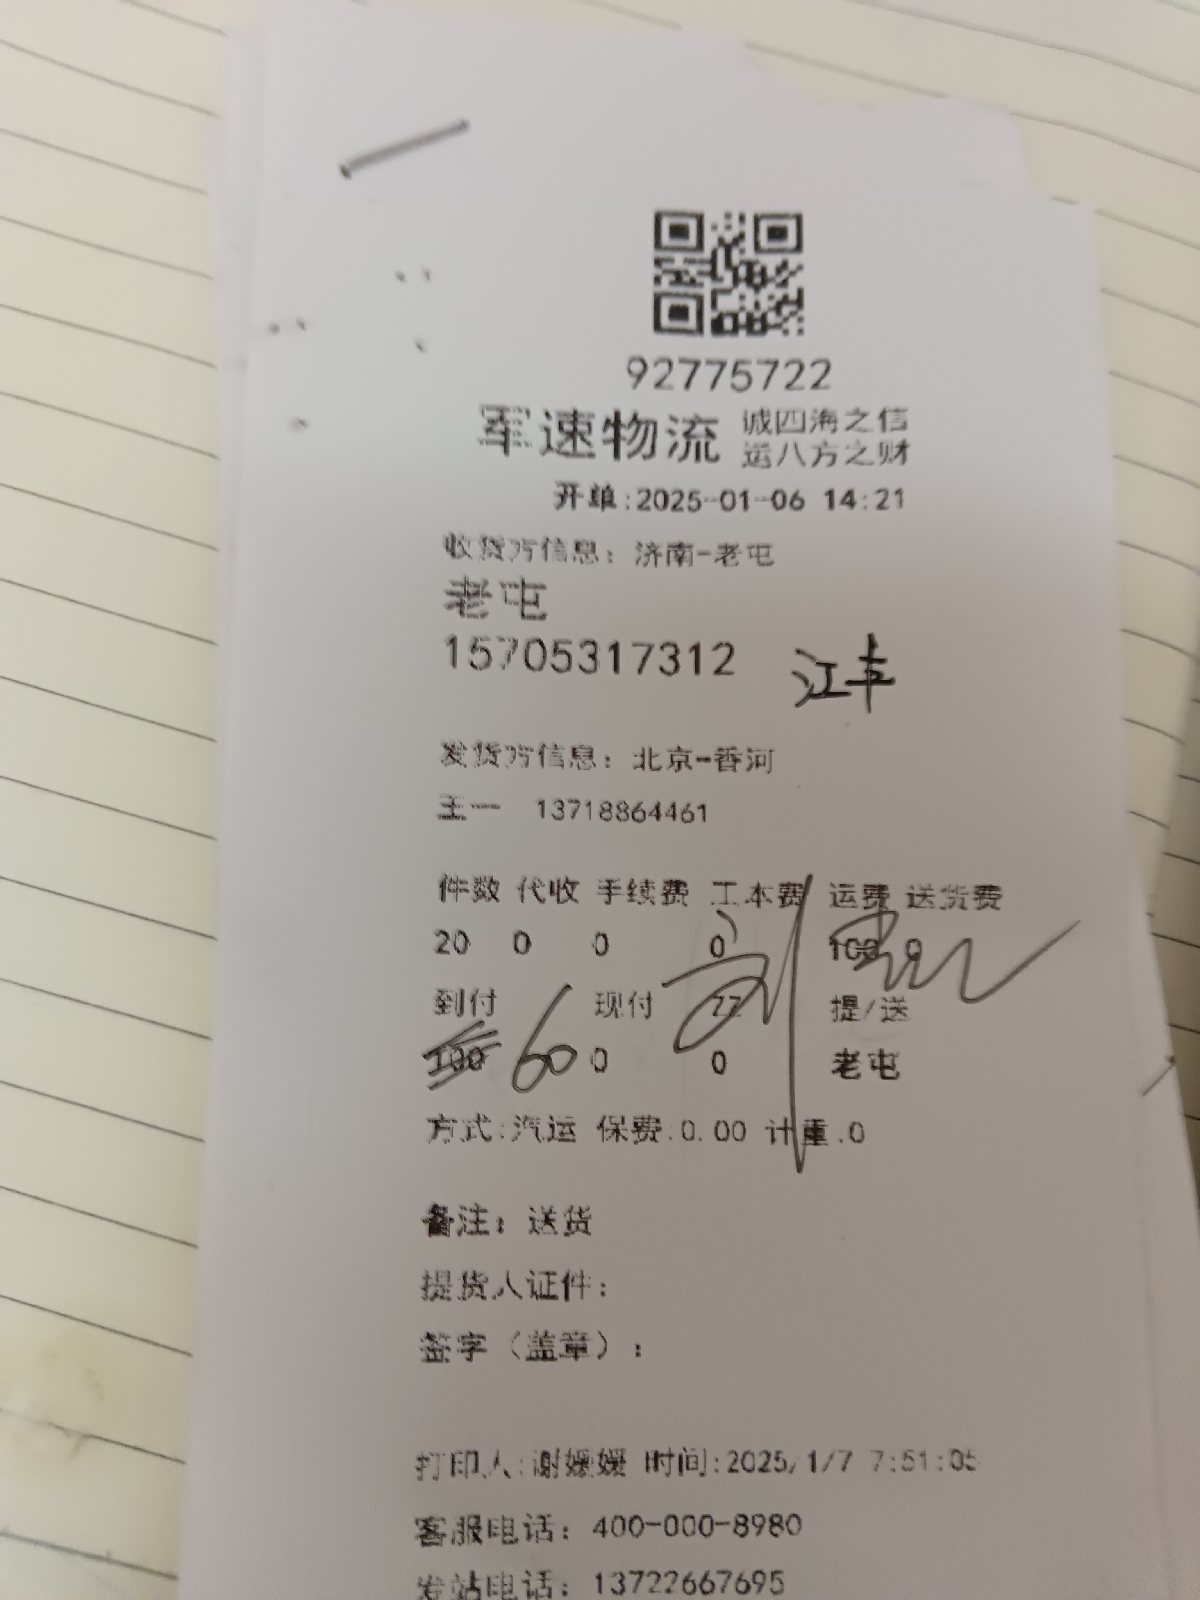 92775722
军速物流 诚四海之信
运八方之财
开单:2025-01-06 14:21
收货方信息: 济南-老屯
老屯
15705317312 江丰
发货方信息: 北京-香河
王一 13718864461
件数 代收 手续费 工本费 运费 送货费
20 0 0 0 100 0
到付 现付 提/送
100 60 0 0 老屯
方式:汽运 保费:0.00 计重:0
备注: 送货
提货人证件:
签字(盖章):
打印人:谢媛媛 时间:2025/1/7 7:51:05
客服电话: 400-000-8980
发站电话: 13722667695